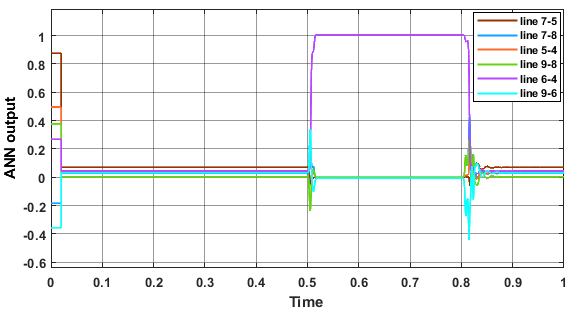 line 7-5
line 7-8
line 5-4
line 9-8
line 6-4
line 9-6
ANN output
1
0.8
0.6
0.4
0.2
0
-0.2
-0.4
-0.6
0 0.1 0.2 0.3 0.4 0.5 0.6 0.7 0.8 0.9 1
Time